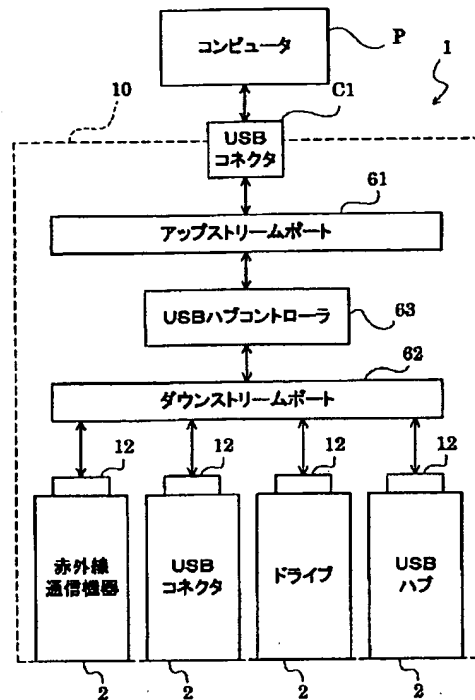 コンピュータ
P
1
10
C1
USB
コネクタ
61
アップストリームポート
USBハブコントローラ
63
62
ダウンストリームポート
12
12
12
12
赤外線
通信機器
USB
コネクタ
ドライブ
USB
ハブ
2
2
2
2